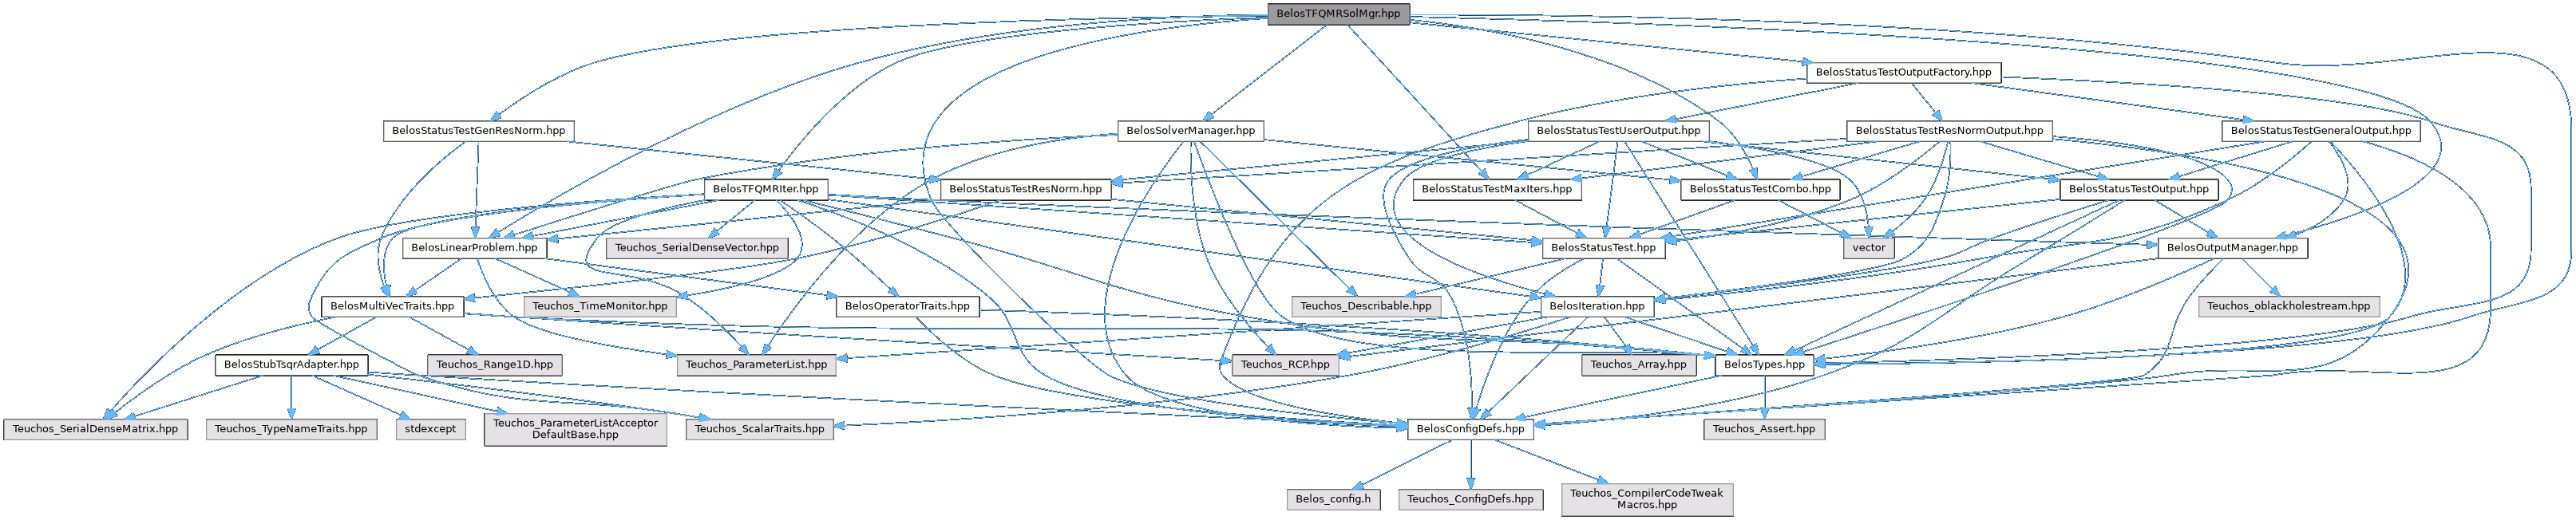 BelosTFQMRSolMgr.hpp
BelosStatusTestOutputFactory.hpp
BelosStatusTestGenResNorm.hpp
BelosSolverManager.hpp
BelosStatusTestUserOutput.hpp
BelosStatusTestResNormOutput.hpp
BelosStatusTestGeneralOutput.hpp
BelosTFQMRIter.hpp
BelosStatusTestResNorm.hpp
BelosStatusTestMaxIters.hpp
BelosStatusTestCombo.hpp
BelosStatusTestOutput.hpp
BelosLinearProblem.hpp
Teuchos_SerialDenseVector.hpp
BelosStatusTest.hpp
vector
BelosOutputManager.hpp
BelosMultiVecTraits.hpp
Teuchos_TimeMonitor.hpp
BelosOperatorTraits.hpp
Teuchos_Describable.hpp
BelosIteration.hpp
Teuchos_oblackholestream.hpp
BelosStubTsqrAdapter.hpp
Teuchos_Range1D.hpp
Teuchos_ParameterList.hpp
Teuchos_RCP.hpp
Teuchos_Array.hpp
BelosTypes.hpp
Teuchos_SerialDenseMatrix.hpp
Teuchos_TypeNameTraits.hpp
stdexcept
Teuchos_ParameterListAcceptor
DefaultBase.hpp
Teuchos_ScalarTraits.hpp
BelosConfigDefs.hpp
Teuchos_Assert.hpp
Belos_config.h
Teuchos_ConfigDefs.hpp
Teuchos_CompilerCodeTweak
Macros.hpp